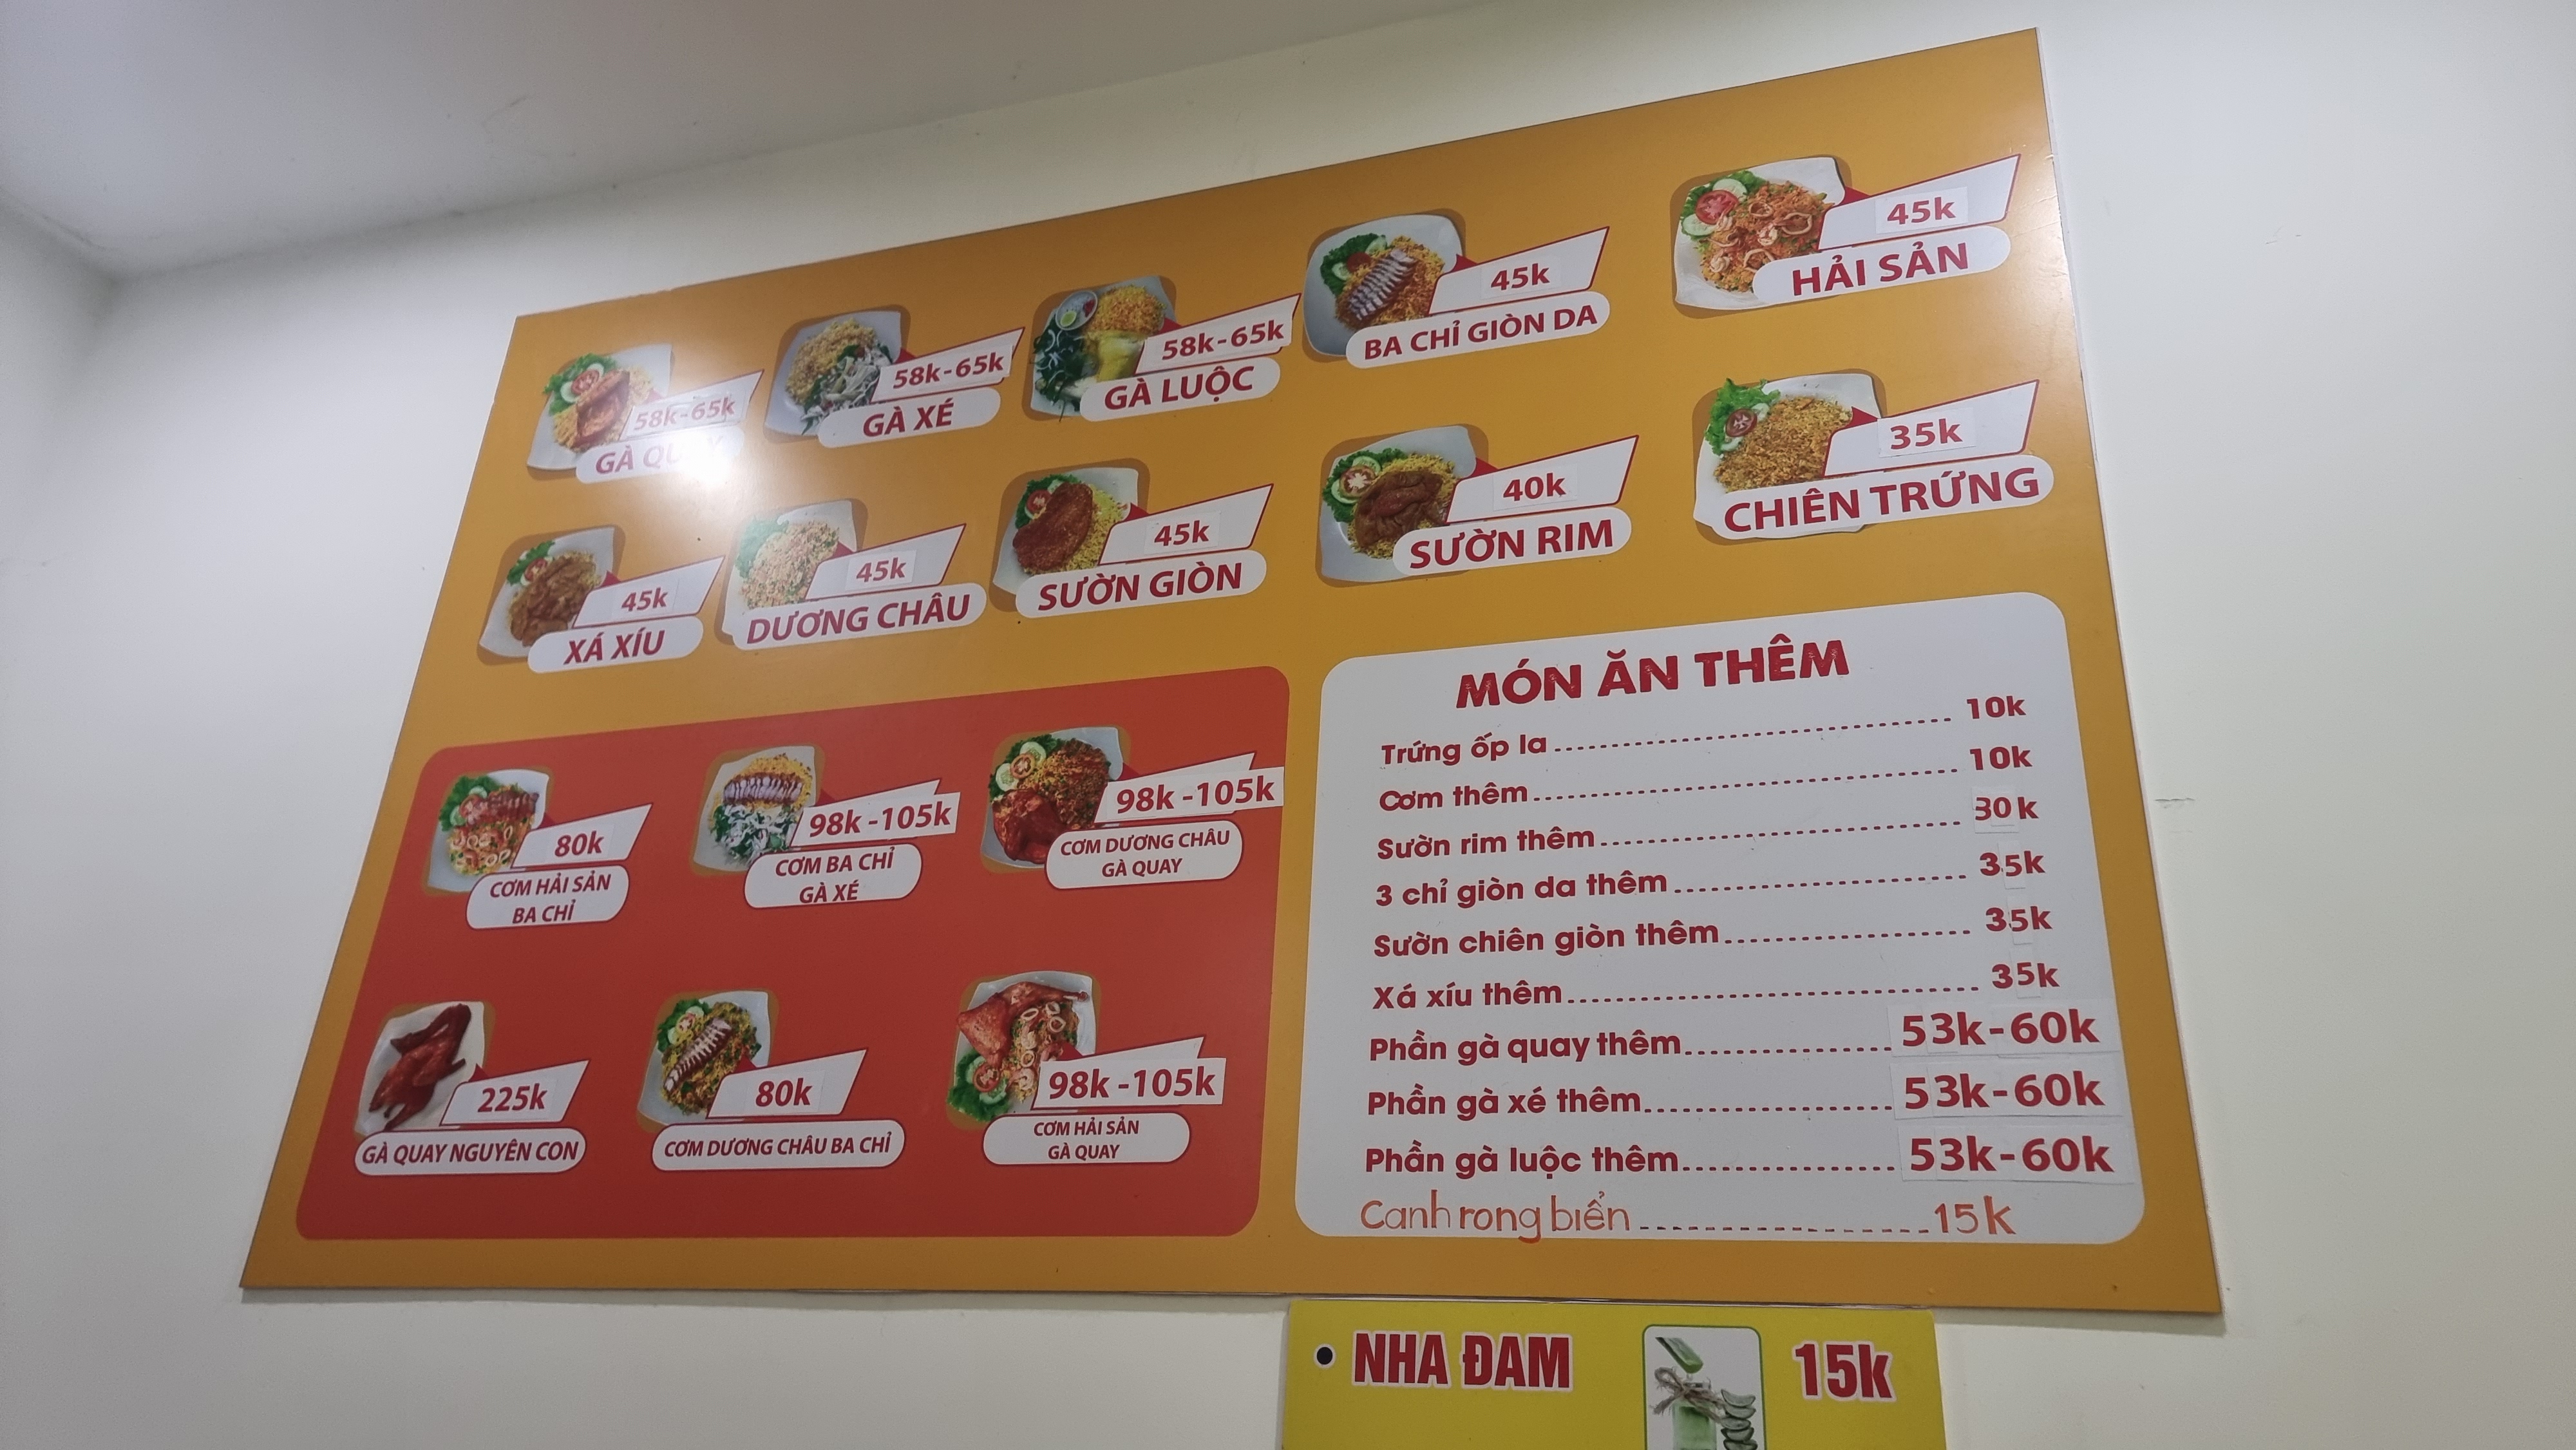 58k-65k
GÀ QUAY
58k-65k
GÀ XÉ
58k-65k
GÀ LUỘC
45k
BA CHỈ GIÒN DA
45k
HẢI SẢN
45k
XÁ XÍU
45k
DƯƠNG CHÂU
45k
SƯỜN GIÒN
40k
SƯỜN RIM
35k
CHIÊN TRỨNG
80k
CƠM HẢI SẢN
BA CHỈ
98k -105k
CƠM BA CHỈ
GÀ XÉ
98k -105k
CƠM DƯƠNG CHÂU
GÀ QUAY
225k
GÀ QUAY NGUYÊN CON
80k
CƠM DƯƠNG CHÂU BA CHỈ
98k -105k
CƠM HẢI SẢN
GÀ QUAY
MÓN ĂN THÊM
Trứng ốp la........................................ 10k
Cơm thêm........................................... 10k
Sườn rim thêm.................................... 30k
3 chỉ giòn da thêm............................. 35k
Sườn chiên giòn thêm........................ 35k
Xá xíu thêm........................................ 35k
Phần gà quay thêm..................... 53k-60k
Phần gà xé thêm......................... 53k-60k
Phần gà luộc thêm...................... 53k-60k
Canh rong biển .......................... 15k
• NHA ĐAM 15k